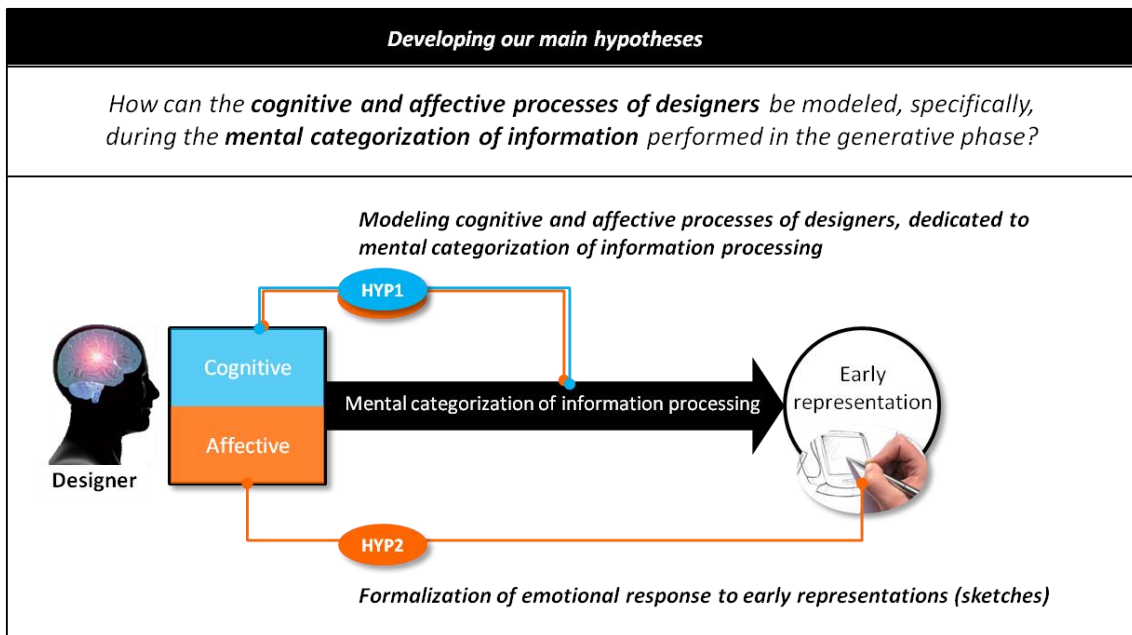 Developing our main hypotheses
How can the cognitive and affective processes of designers be modeled, specifically,
during the mental categorization of information performed in the generative phase?
Modeling cognitive and affective processes of designers, dedicated to
mental categorization of information processing
HYP1
Cognitive
Affective
Designer
Mental categorization of information processing
Early
representation
HYP2
Formalization of emotional response to early representations (sketches)